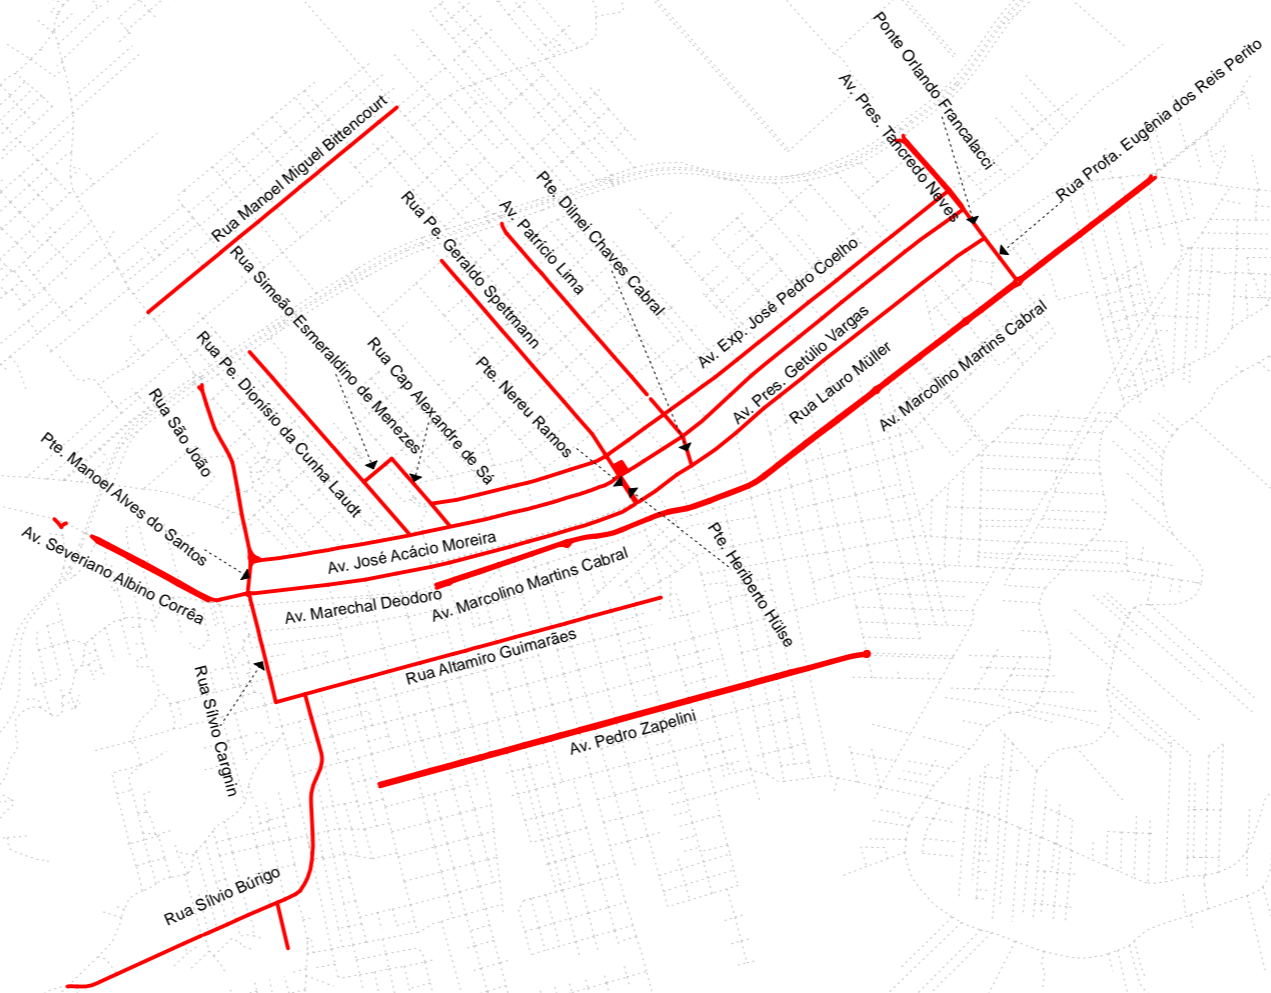 Ponte Orlando Francalacci
Rua Profa. Eugênia dos Reis Perito
Av. Pres. Tancredo Neves
Rua Manoel Miguel Bittencourt
Pte. Dilnei Chaves Cabral
Rua Pe. Geraldo Spettmann
Av. Patrício Lima
Rua Simeão Esmeraldino de Menezes
Av. Exp. José Pedro Coelho
Rua Pe. Dionísio da Cunha Laudt
Rua Cap Alexandre de Sá
Pte. Nereu Ramos
Av. Pres. Getúlio Vargas
Rua Lauro Müller
Av. Marcolino Martins Cabral
Rua São João
Pte. Manoel Alves do Santos
Av. Severiano Albino Corrêa
Av. José Acácio Moreira
Pte. Heriberto Hülse
Av. Marechal Deodoro
Av. Marcolino Martins Cabral
Rua Altamiro Guimarães
Rua Sílvio Cargnin
Av. Pedro Zapelini
Rua Sílvio Búrigo